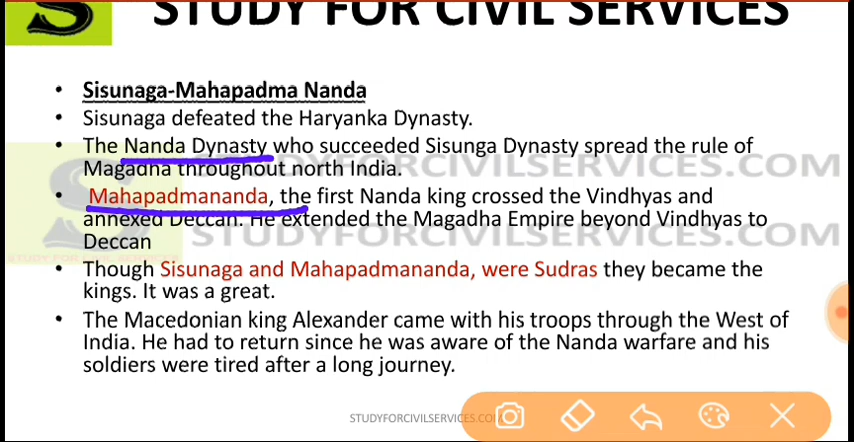 STUDY FOR CIVIL SERVICES
• Sisunaga-Mahapadma Nanda
• Sisunaga defeated the Haryanka Dynasty.
• The Nanda Dynasty who succeeded Sisunga Dynasty spread the rule of
Magadha throughout north India.
• Mahapadmananda, the first Nanda king crossed the Vindhyas and
annexed Deccan. He extended the Magadha Empire beyond Vindhyas to
Deccan
• Though Sisunaga and Mahapadmananda, were Sudras they became the
kings. It was a great.
• The Macedonian king Alexander came with his troops through the West of
India. He had to return since he was aware of the Nanda warfare and his
soldiers were tired after a long journey.
STUDYFORCIVILSERVICES.COM
STUDYFORCIVILSERVICES.COM
STUDY FOR CIVIL SERVICES
STUDYFORCIVILSERVICES.COM